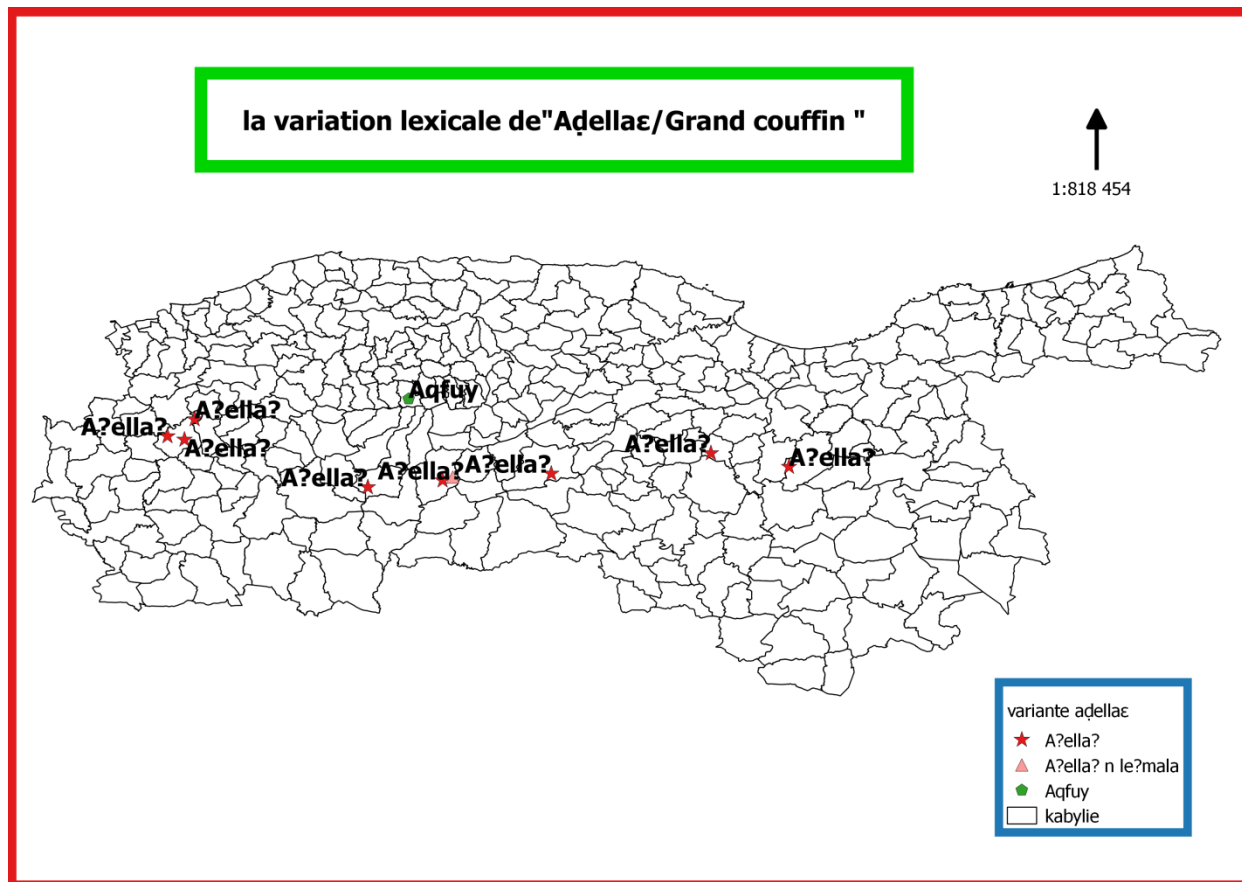 la variation lexicale de"Aḍellaɛ/Grand couffin "
1:818 454
Aqfuy
A?ella?
A?ella?
A?ella?
A?ella?
A?ella?
A?ella?
A?ella?
A?ella?
variante aḍellaɛ
A?ella?
A?ella? n le?mala
Aqfuy
kabylie